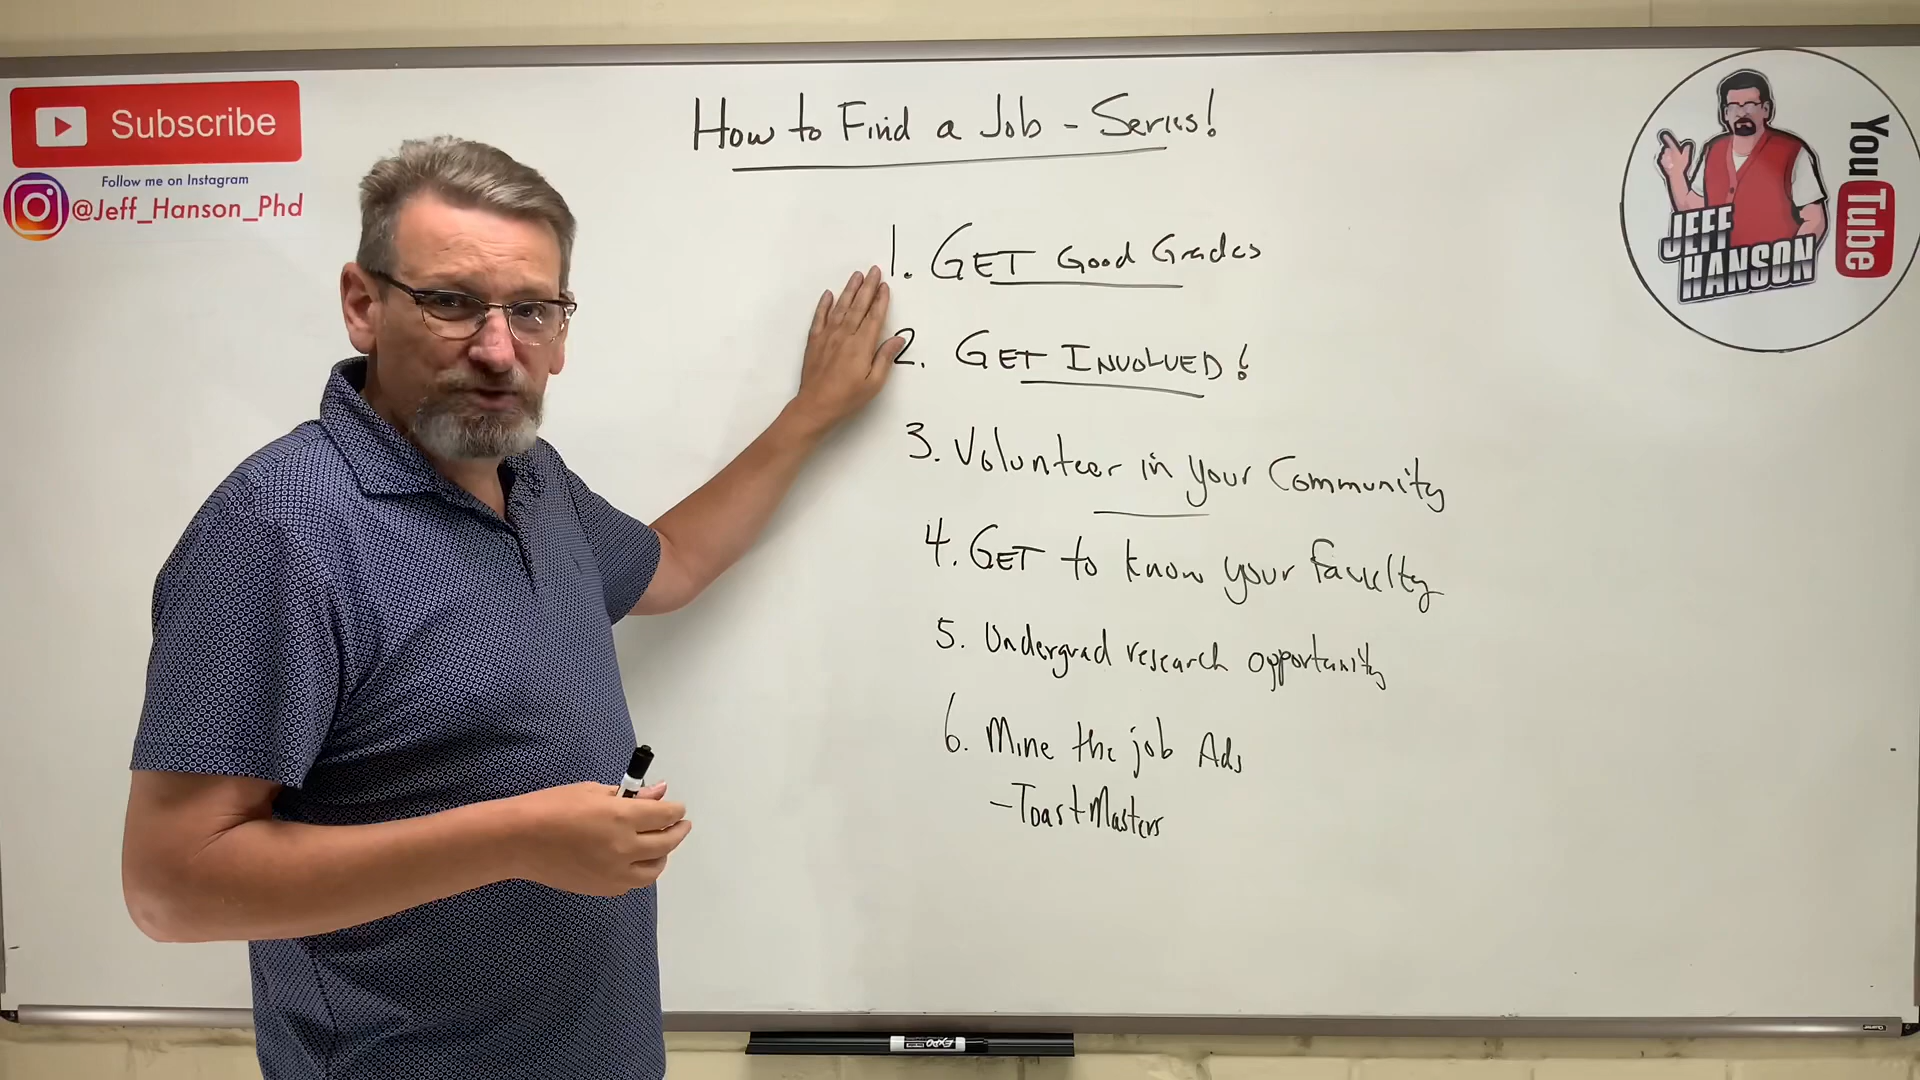 Subscribe
Follow me on Instagram
@Jeff_Hanson_Phd
How to Find a Job - Series!
1. GET Good Grades
2. GET INVOLVED!
3. Volunteer in your Community
4. GET to know your faculty
5. Undergrad research opportunity
6. Mine the job Ads
- ToastMasters
JEFF
HANSON
YouTube
EXPO